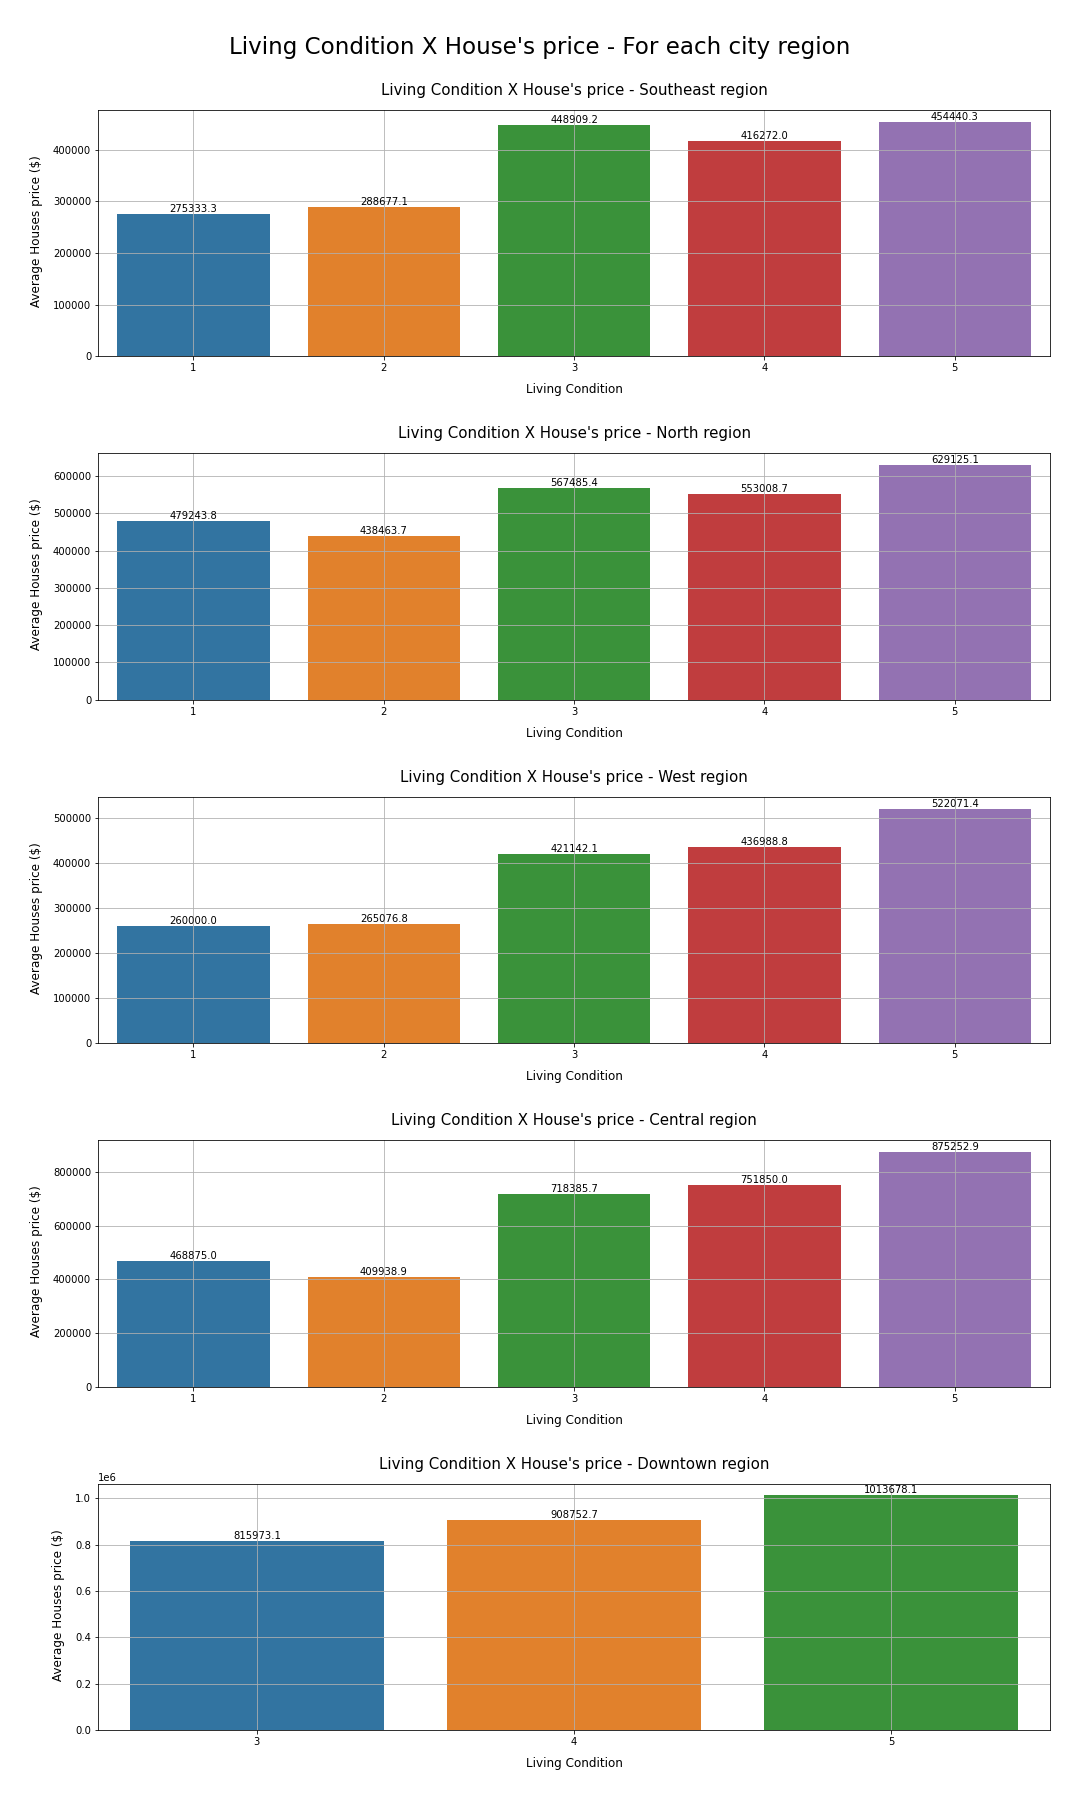 Living Condition X House's price - For each city region
Living Condition X House's price - Southeast region
Average Houses price ($)
400000
300000
200000
100000
0
275333.3
288677.1
448909.2
416272.0
454440.3
1 2 3 4 5
Living Condition
Living Condition X House's price - North region
Average Houses price ($)
600000
500000
400000
300000
200000
100000
0
479243.8
438463.7
567485.4
553008.7
629125.1
1 2 3 4 5
Living Condition
Living Condition X House's price - West region
Average Houses price ($)
500000
400000
300000
200000
100000
0
260000.0
265076.8
421142.1
436988.8
522071.4
1 2 3 4 5
Living Condition
Living Condition X House's price - Central region
Average Houses price ($)
800000
600000
400000
200000
0
468875.0
409938.9
718385.7
751850.0
875252.9
1 2 3 4 5
Living Condition
Living Condition X House's price - Downtown region
1e6
Average Houses price ($)
1.0
0.8
0.6
0.4
0.2
0.0
815973.1
908752.7
1013678.1
3 4 5
Living Condition